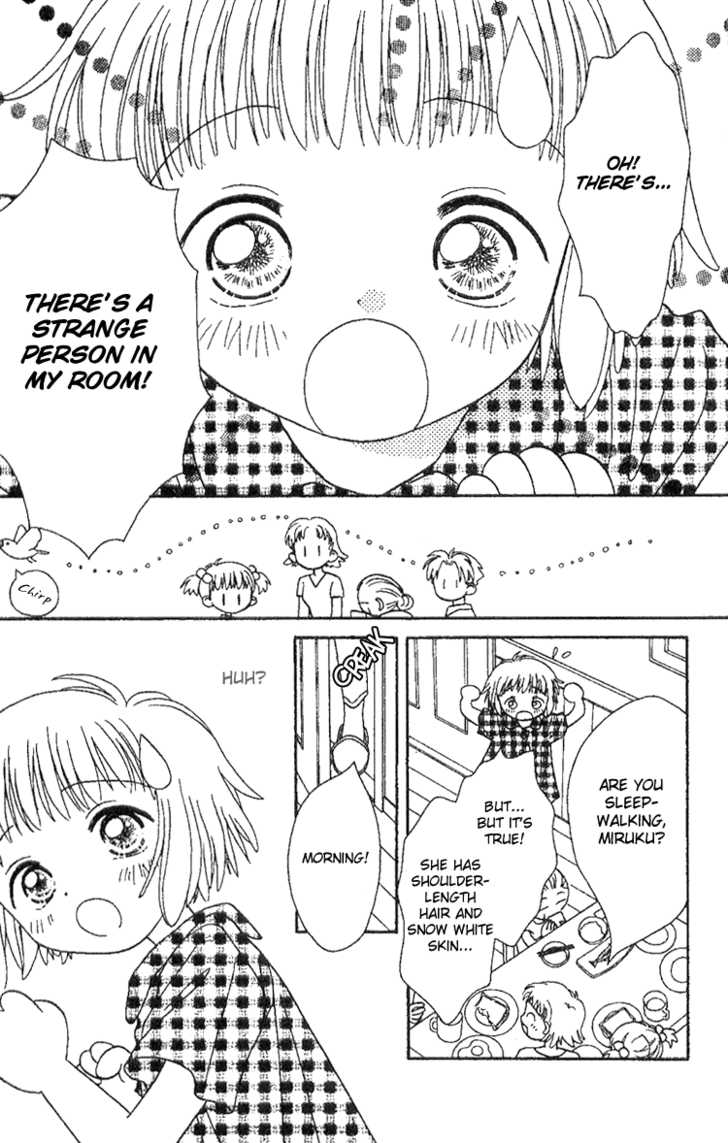 OH!
THERE'S...
THERE'S A
STRANGE
PERSON IN
MY ROOM!
Chirp
ARE YOU
SLEEP-
WALKING,
MIRUKU?
BUT...
BUT IT'S
TRUE!
SHE HAS
SHOULDER-
LENGTH
HAIR AND
SNOW WHITE
SKIN...
CREAK
MORNING!
HUH?